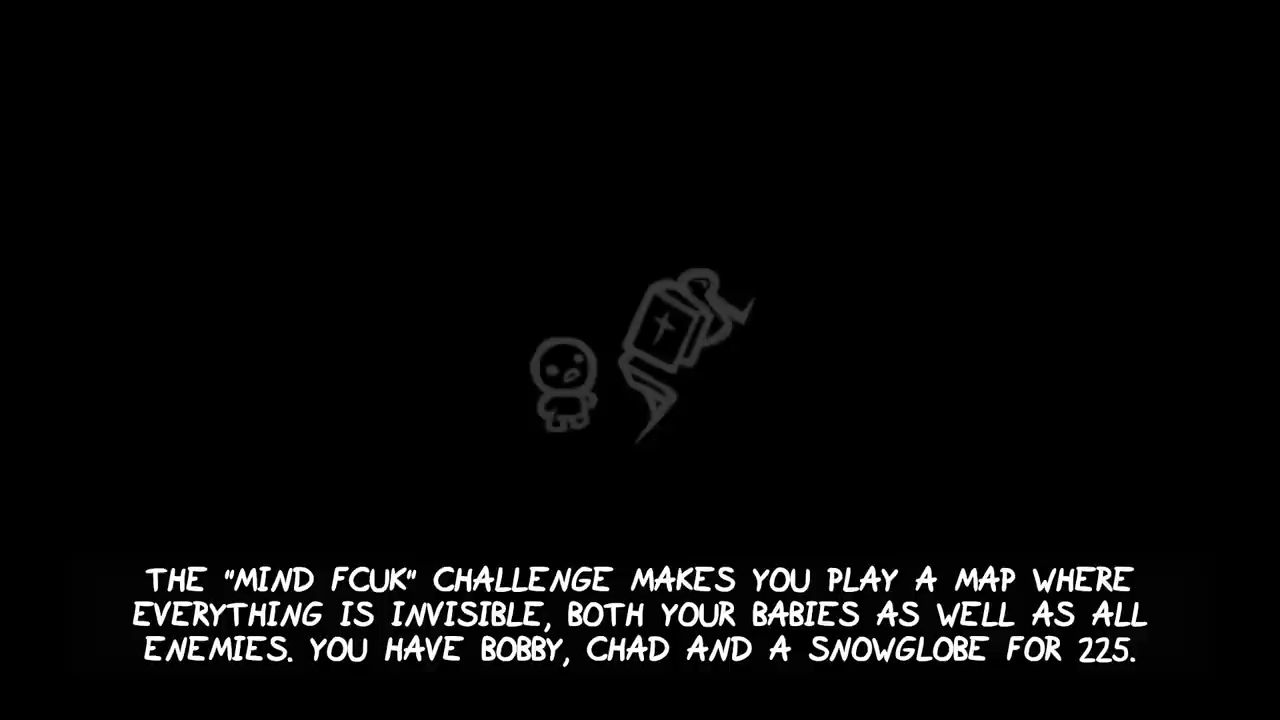 THE "MIND FCUK" CHALLENGE MAKES YOU PLAY A MAP WHERE
EVERYTHING IS INVISIBLE, BOTH YOUR BABIES AS WELL AS ALL
ENEMIES. YOU HAVE BOBBY, CHAD AND A SNOWGLOBE FOR 225.